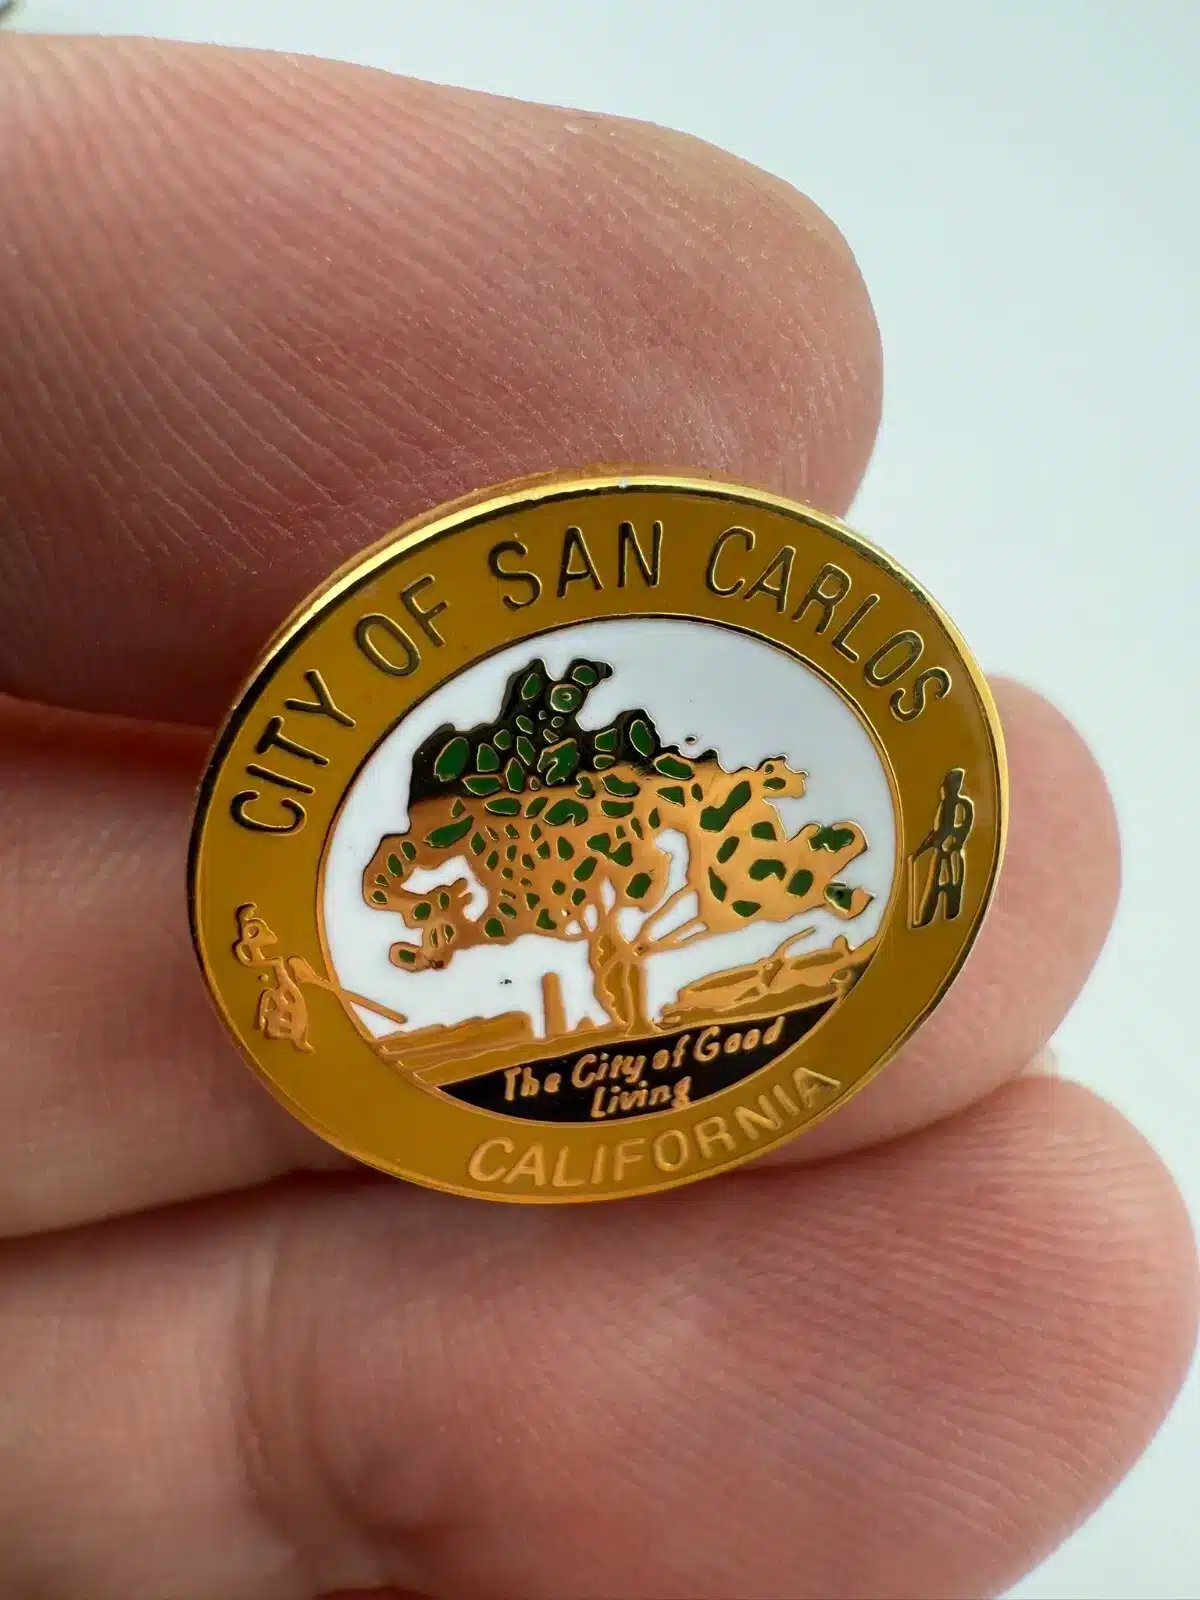 CITY OF SAN CARLOS
The City of Good
Living
CALIFORNIA